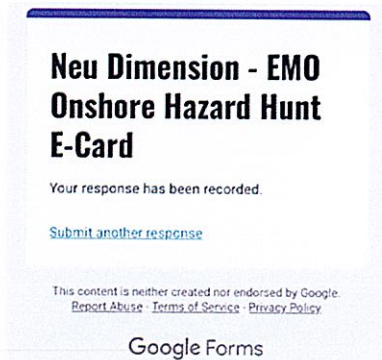 Neu Dimension - EMO
Onshore Hazard Hunt
E-Card
Your response has been recorded.
Submit another response
This content is neither created nor endorsed by Google.
Report Abuse - Terms of Service - Privacy Policy
Google Forms